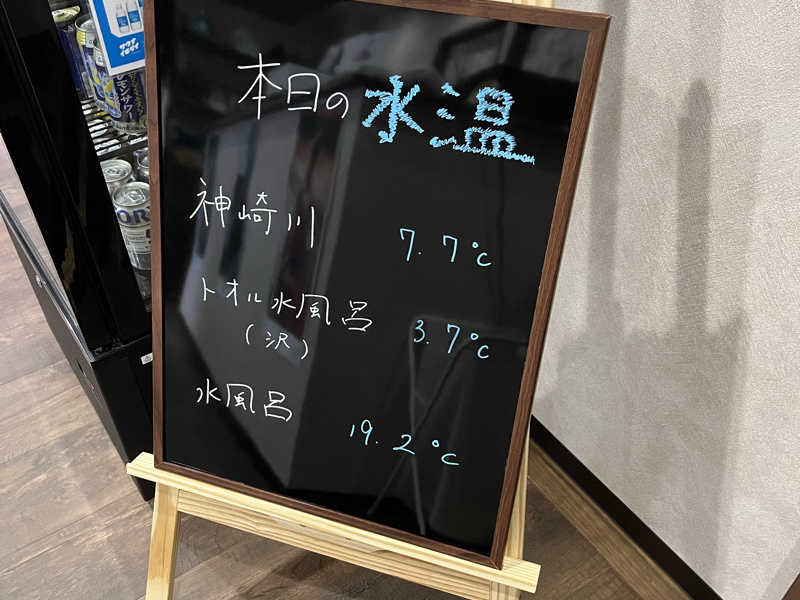 本日の水温
神崎川 7.7℃
トオル水風呂 3.7℃
(沢)
水風呂 19.2℃